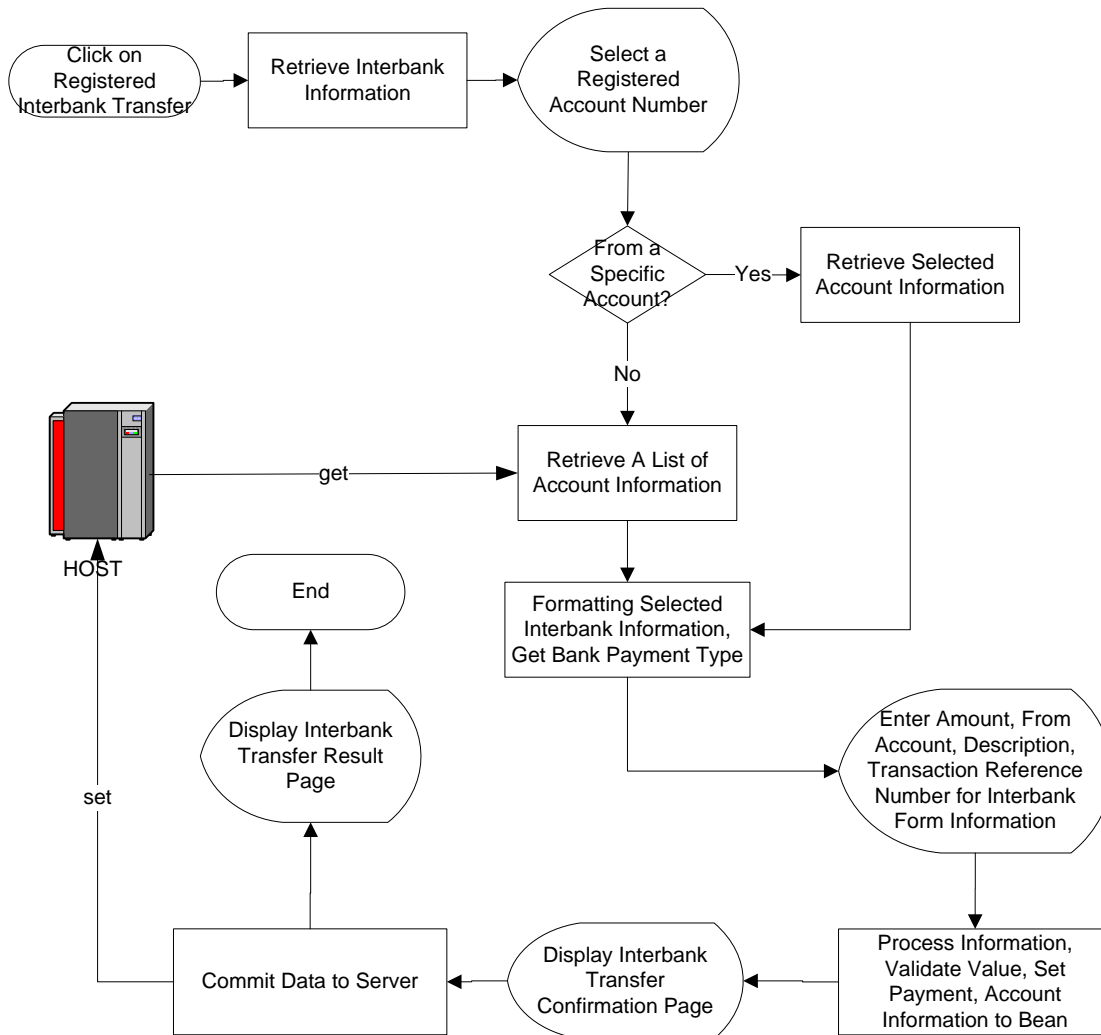 Click on
Registered
Interbank Transfer
Retrieve Interbank
Information
Select a
Registered
Account Number
From a
Specific
Account?
Yes
Retrieve Selected
Account Information
No
HOST
get
Retrieve A List of
Account Information
End
Formatting Selected
Interbank Information,
Get Bank Payment Type
Display Interbank
Transfer Result
Page
Enter Amount, From
Account, Description,
Transaction Reference
Number for Interbank
Form Information
set
Commit Data to Server
Display Interbank
Transfer
Confirmation Page
Process Information,
Validate Value, Set
Payment, Account
Information to Bean